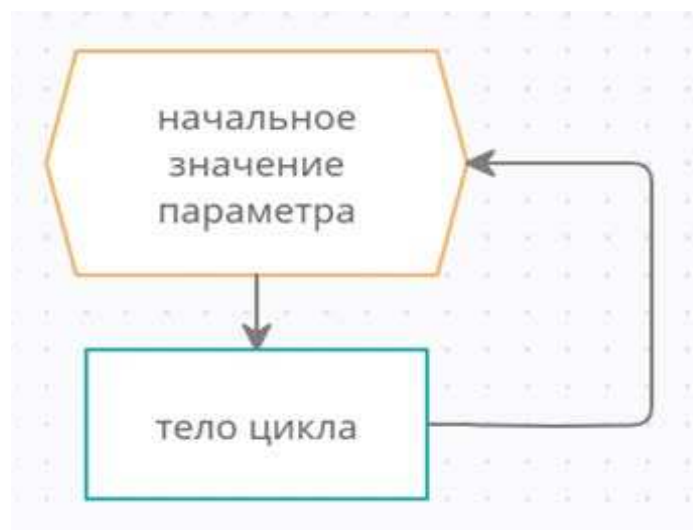 начальное
значение
параметра
тело цикла